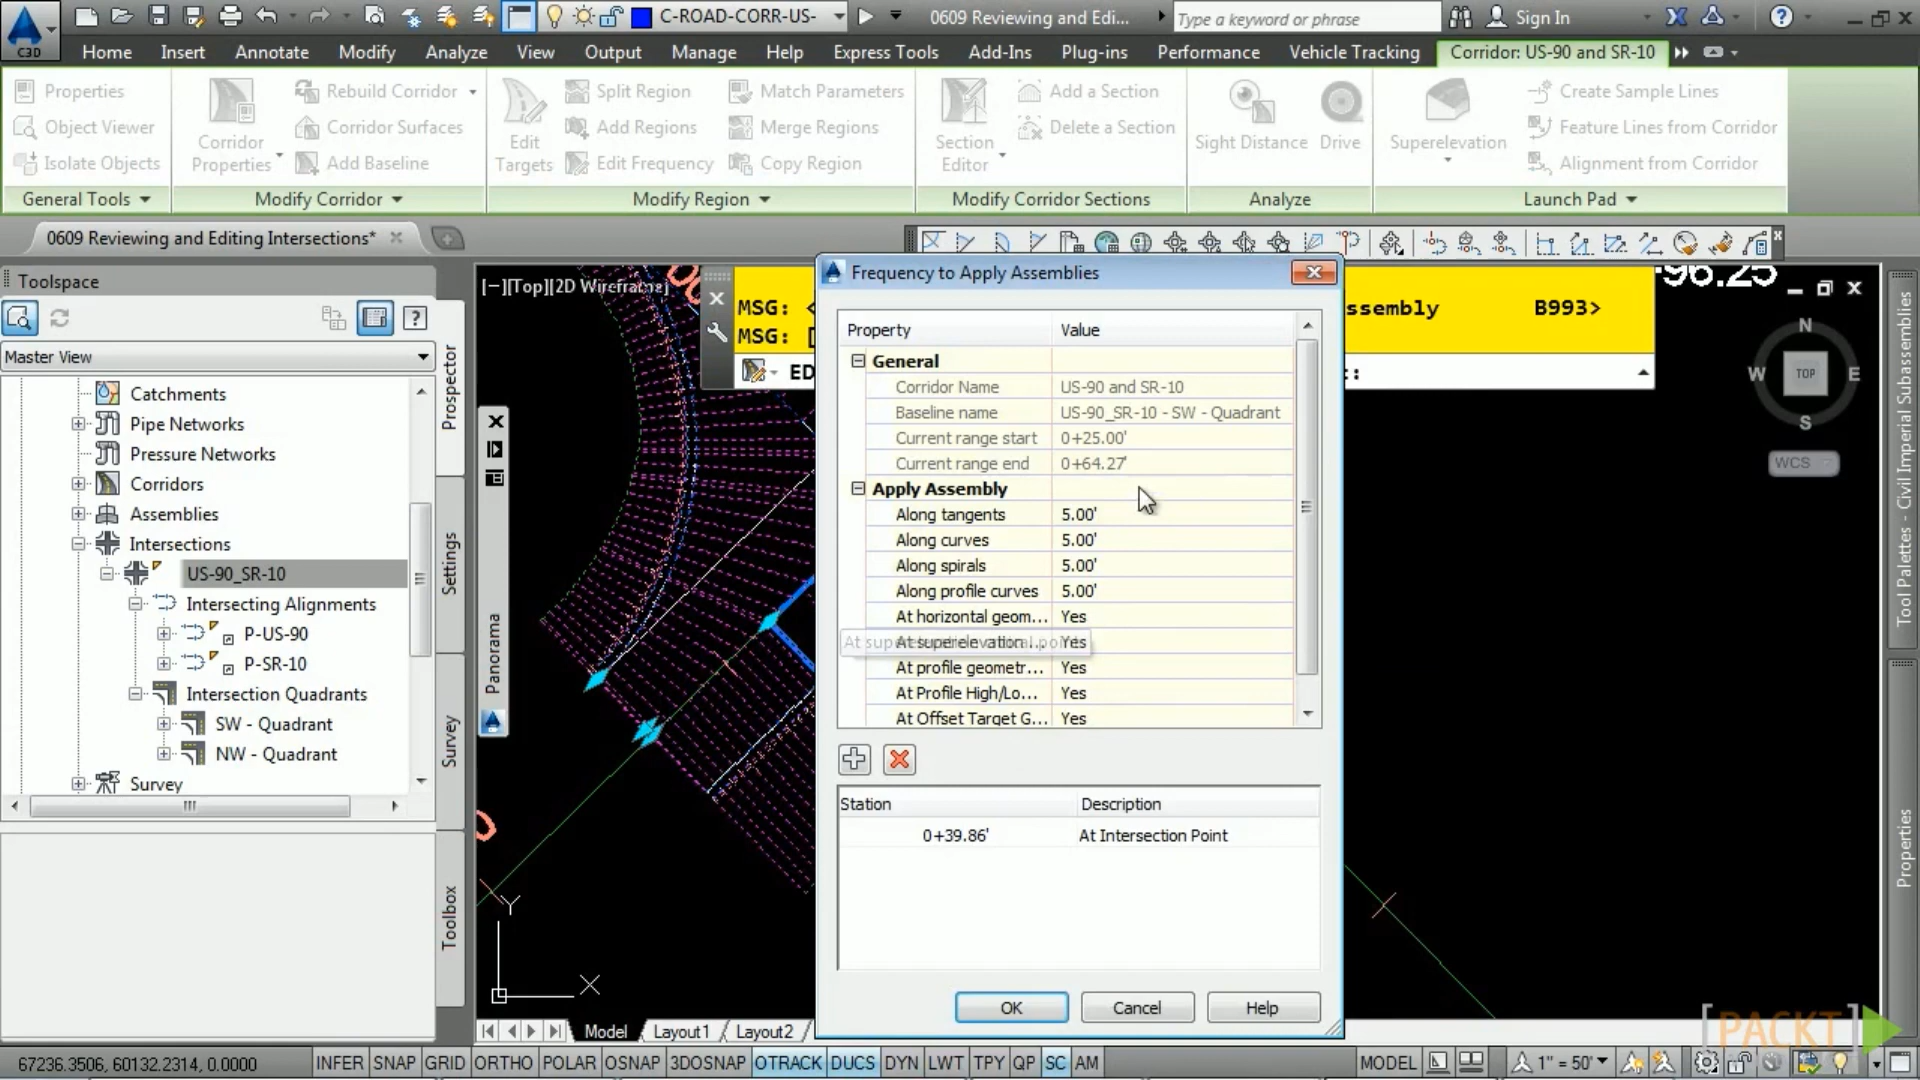 C-ROAD-CORR-US-
0609 Reviewing and Edi...
Type a keyword or phrase
Sign In
C3D
Home Insert Annotate Modify Analyze View Output Manage Help Express Tools Add-Ins Plug-ins Performance Vehicle Tracking Corridor: US-90 and SR-10
Properties
Object Viewer
Isolate Objects
General Tools
Corridor Properties
Rebuild Corridor
Corridor Surfaces
Add Baseline
Modify Corridor
Edit Targets
Split Region
Add Regions
Edit Frequency
Match Parameters
Merge Regions
Copy Region
Modify Region
Section Editor
Add a Section
Delete a Section
Modify Corridor Sections
Sight Distance
Drive
Analyze
Superelevation
Create Sample Lines
Feature Lines from Corridor
Alignment from Corridor
Launch Pad
0609 Reviewing and Editing Intersections*
Toolspace
Master View
Catchments
Pipe Networks
Pressure Networks
Corridors
Assemblies
Intersections
US-90_SR-10
Intersecting Alignments
P-US-90
P-SR-10
Intersection Quadrants
SW - Quadrant
NW - Quadrant
Survey
Prospector
Settings
Survey
Toolbox
Panorama
[−][Top][2D Wireframe]
MSG: <
MSG: [
ED
ssembly B993>
:
96.25
Frequency to Apply Assemblies
Property Value
General
Corridor Name US-90 and SR-10
Baseline name US-90_SR-10 - SW - Quadrant
Current range start 0+25.00'
Current range end 0+64.27'
Apply Assembly
Along tangents 5.00'
Along curves 5.00'
Along spirals 5.00'
Along profile curves 5.00'
At horizontal geom... Yes
At superelevation ... Yes
At profile geometr... Yes
At Profile High/Lo... Yes
At Offset Target G... Yes
Station Description
0+39.86' At Intersection Point
OK Cancel Help
N
W TOP E
S
WCS
Tool Palettes - Civil Imperial Subassemblies
Properties
Y
X
Model Layout1 Layout2
[PACKT]
67236.3506, 60132.2314, 0.0000 INFER SNAP GRID ORTHO POLAR OSNAP 3DOSNAP OTRACK DUCS DYN LWT TPY QP SC AM MODEL 1" = 50'